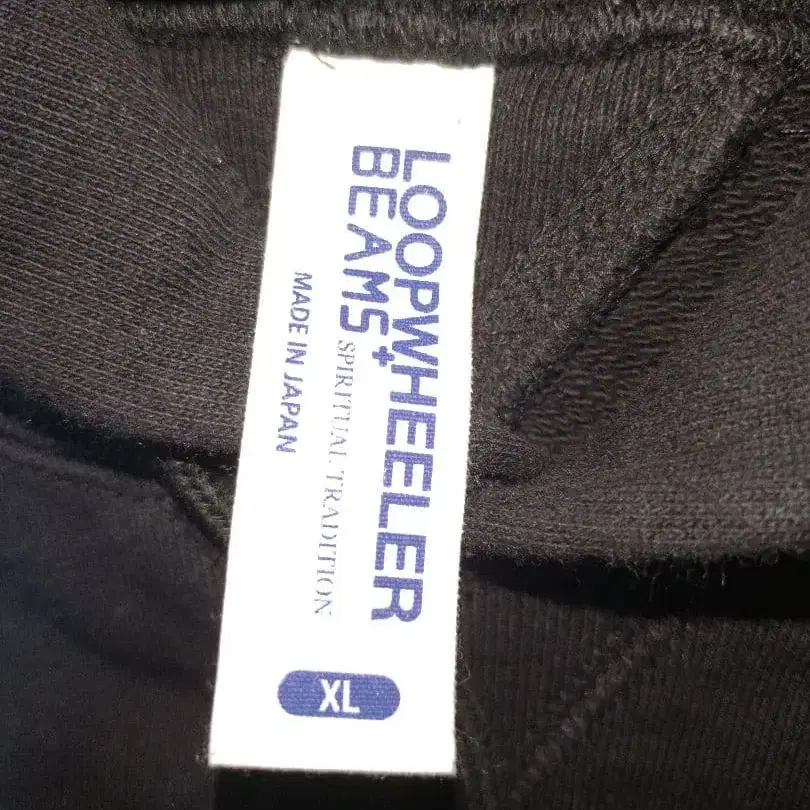 LOOPWHEELER
BEAMS+
SPIRITUAL TRADITION
MADE IN JAPAN
XL